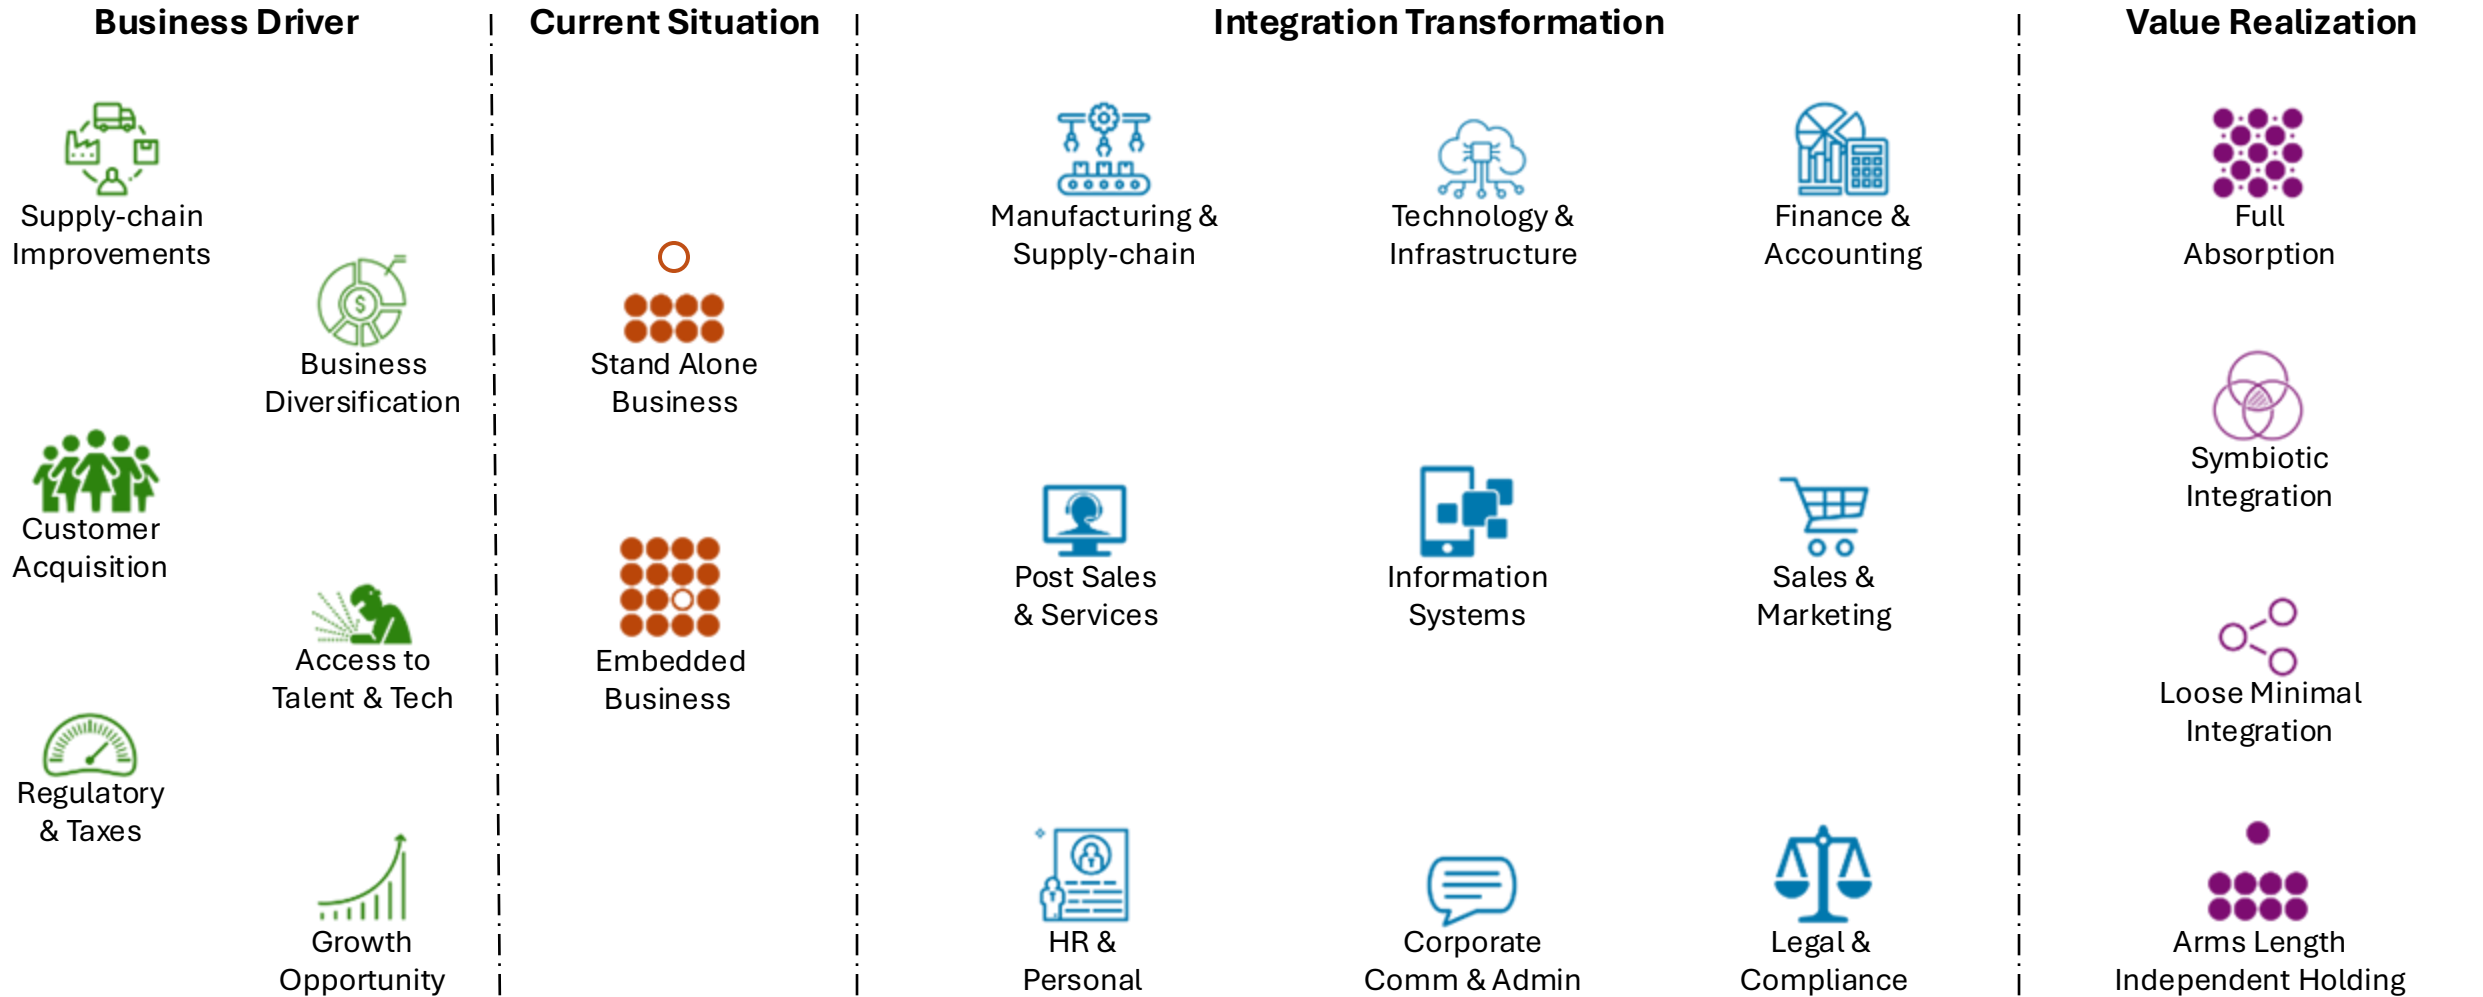 Business Driver
Supply-chain
Improvements
Business
Diversification
Customer
Acquisition
Access to
Talent & Tech
Regulatory
& Taxes
Growth
Opportunity
Current Situation
Stand Alone
Business
Embedded
Business
Integration Transformation
Manufacturing &
Supply-chain
Technology &
Infrastructure
Finance &
Accounting
Post Sales
& Services
Information
Systems
Sales &
Marketing
HR &
Personal
Corporate
Comm & Admin
Legal &
Compliance
Value Realization
Full
Absorption
Symbiotic
Integration
Loose Minimal
Integration
Arms Length
Independent Holding